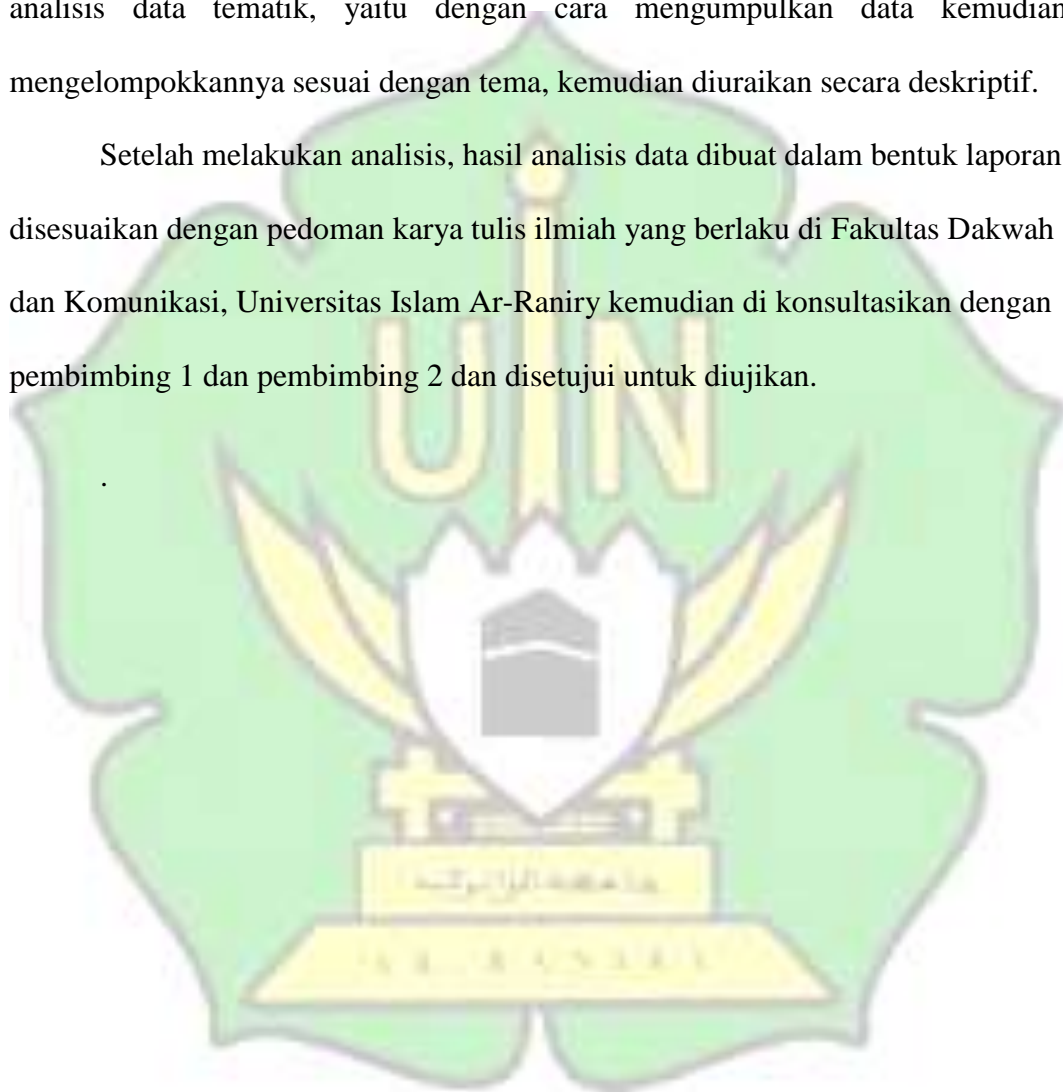 analisis data tematik, yaitu dengan cara mengumpulkan data kemudian
mengelompokkannya sesuai dengan tema, kemudian diuraikan secara deskriptif.
Setelah melakukan analisis, hasil analisis data dibuat dalam bentuk laporan
disesuaikan dengan pedoman karya tulis ilmiah yang berlaku di Fakultas Dakwah
dan Komunikasi, Universitas Islam Ar-Raniry kemudian di konsultasikan dengan
pembimbing 1 dan pembimbing 2 dan disetujui untuk diujikan.
UIN
.